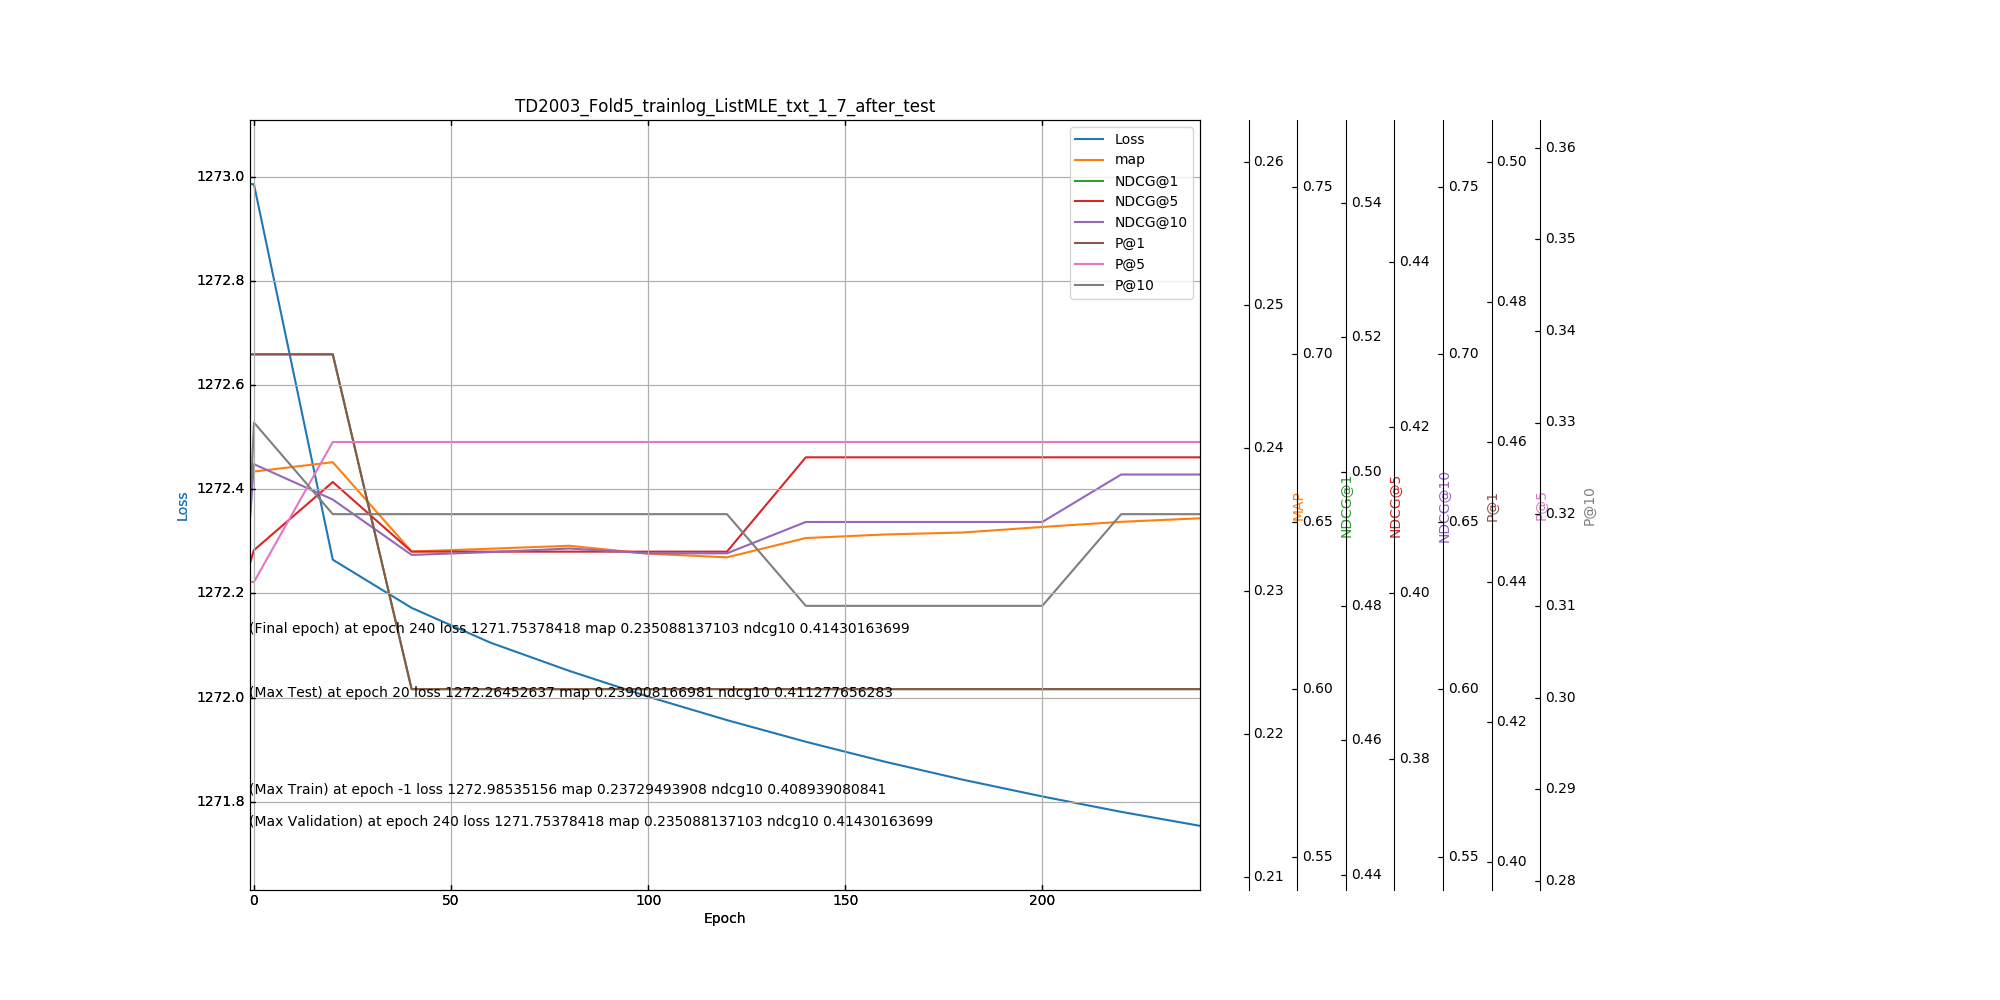 TD2003_Fold5_trainlog_ListMLE_txt_1_7_after_test
Loss
map
NDCG@1
NDCG@5
NDCG@10
P@1
P@5
P@10
1273.0
1272.8
1272.6
1272.4
1272.2
1272.0
1271.8
Loss
(Final epoch) at epoch 240 loss 1271.75378418 map 0.235088137103 ndcg10 0.41430163699
(Max Test) at epoch 20 loss 1272.26452637 map 0.239008166981 ndcg10 0.411277656283
(Max Train) at epoch -1 loss 1272.98535156 map 0.23729493908 ndcg10 0.408939080841
(Max Validation) at epoch 240 loss 1271.75378418 map 0.235088137103 ndcg10 0.41430163699
0 50 100 150 200
Epoch
0.26
0.25
0.24
0.23
0.22
0.21
MAP
0.75
0.70
0.65
0.60
0.55
NDCG@1
0.54
0.52
0.50
0.48
0.46
0.44
NDCG@5
0.44
0.42
0.40
0.38
NDCG@10
0.75
0.70
0.65
0.60
0.55
P@1
0.50
0.48
0.46
0.44
0.42
0.40
P@5
0.36
0.35
0.34
0.33
0.32
0.31
0.30
0.29
0.28
P@10